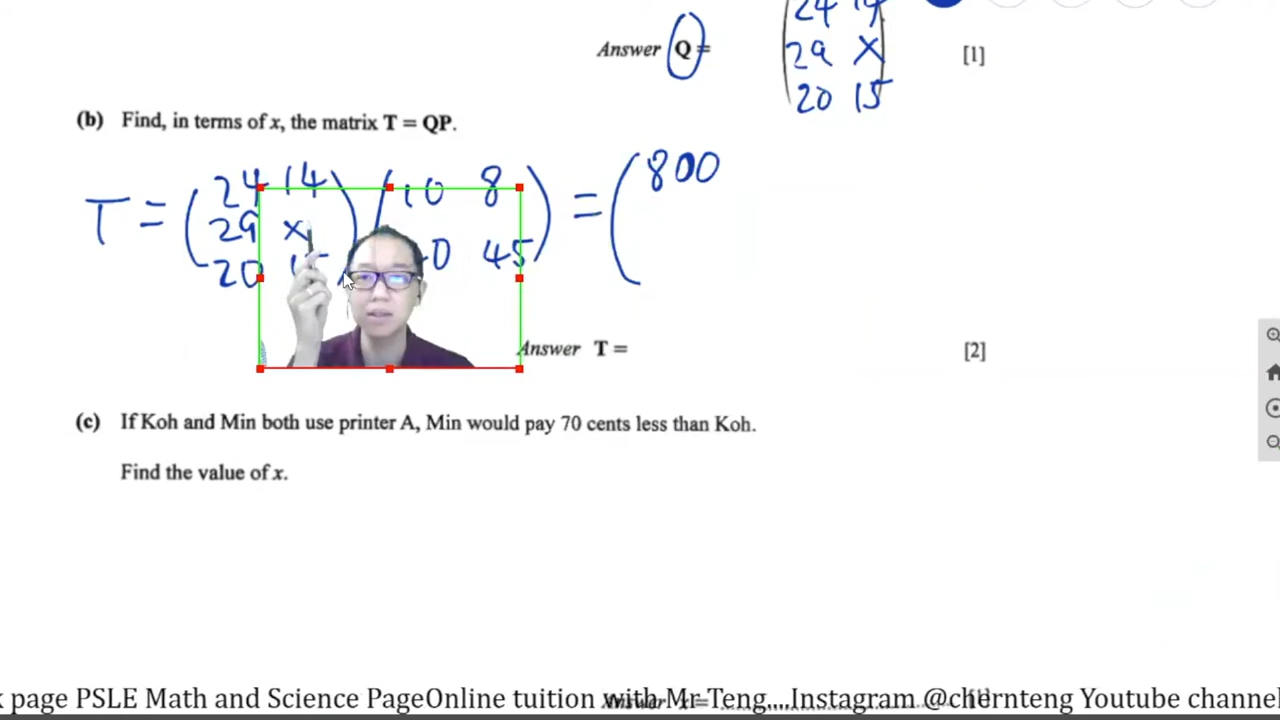 24 14
Answer Q = 29 x [1]
20 15
(b) Find, in terms of x, the matrix T = QP.
T = ( 24 14 ) ( 10 8 ) = ( 800
29 x 0 45
20
Answer T = [2]
(c) If Koh and Min both use printer A, Min would pay 70 cents less than Koh.
Find the value of x.
page PSLE Math and Science PageOnline tuition with Mr Teng....Instagram @chernteng Youtube channel
[1]